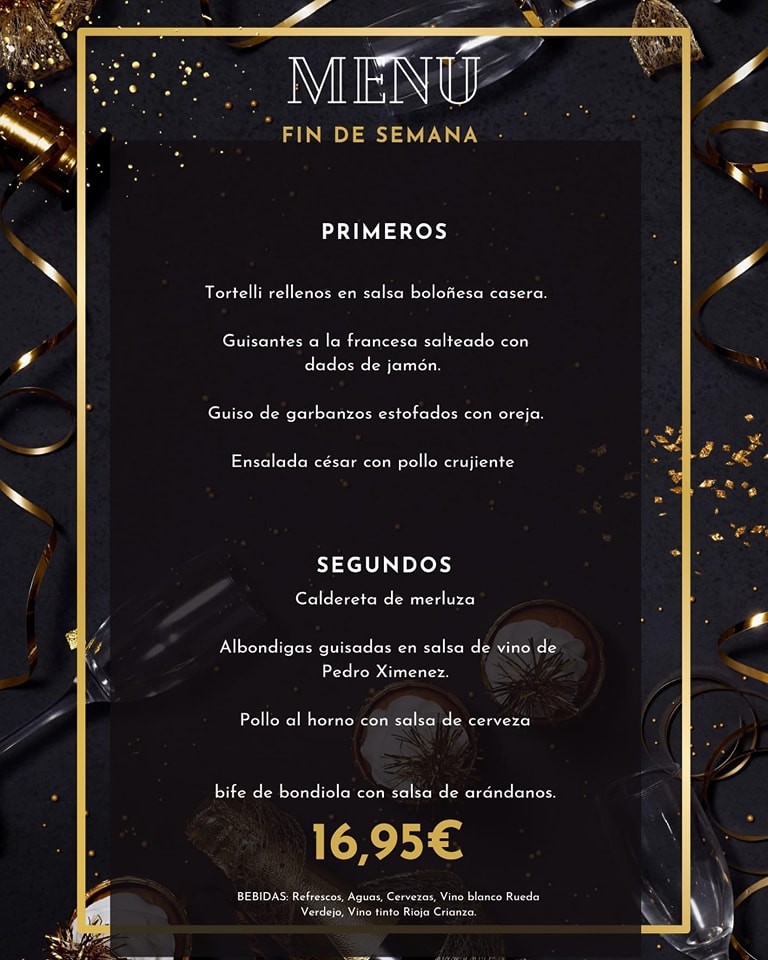 MENÚ
FIN DE SEMANA
PRIMEROS
Tortelli rellenos en salsa boloñesa casera.
Guisantes a la francesa salteado con
dados de jamón.
Guiso de garbanzos estofados con oreja.
Ensalada césar con pollo crujiente
SEGUNDOS
Caldereta de merluza
Albondigas guisadas en salsa de vino de
Pedro Ximenez.
Pollo al horno con salsa de cerveza
bife de bondiola con salsa de arándanos.
16,95€
BEBIDAS: Refrescos, Aguas, Cervezas, Vino blanco Rueda
Verdejo, Vino tinto Rioja Crianza.